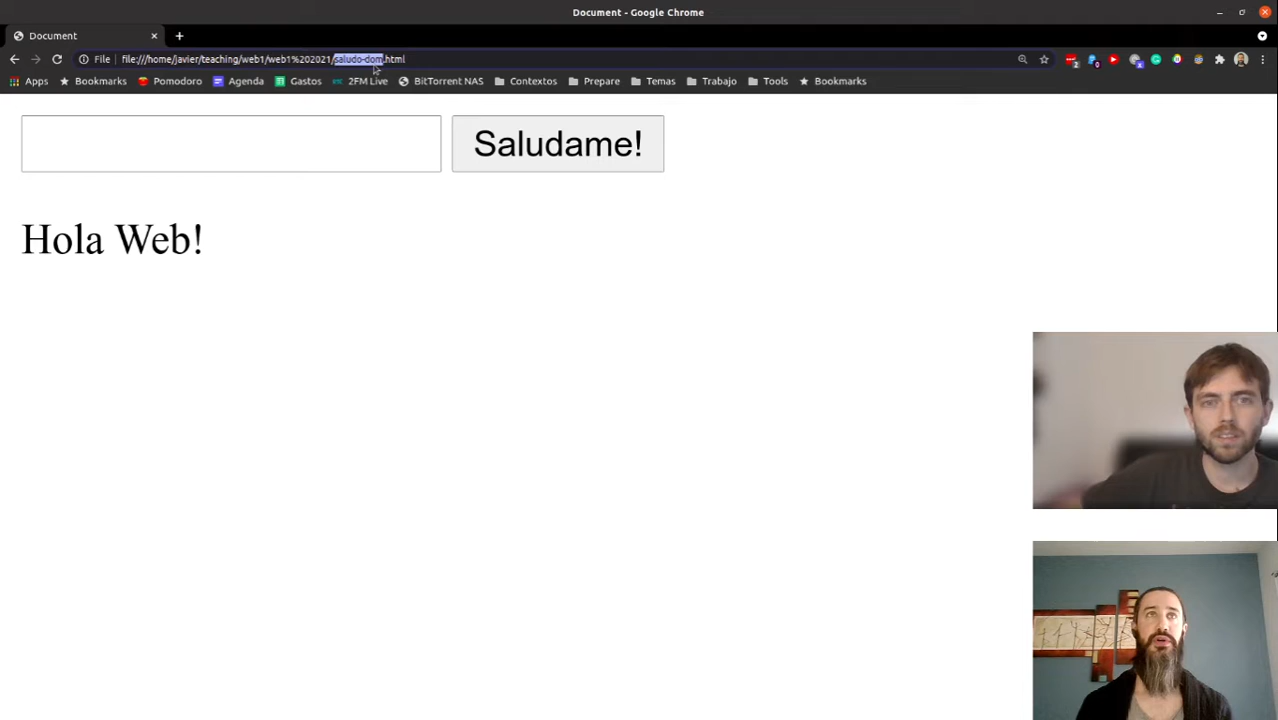 Document - Google Chrome
Document
File file:///home/javier/teaching/web1/web1%202021/saludo-dom.html
Apps Bookmarks Pomodoro Agenda Gastos 2FM Live BitTorrent NAS Contextos Prepare Temas Trabajo Tools Bookmarks
Saludame!
Hola Web!